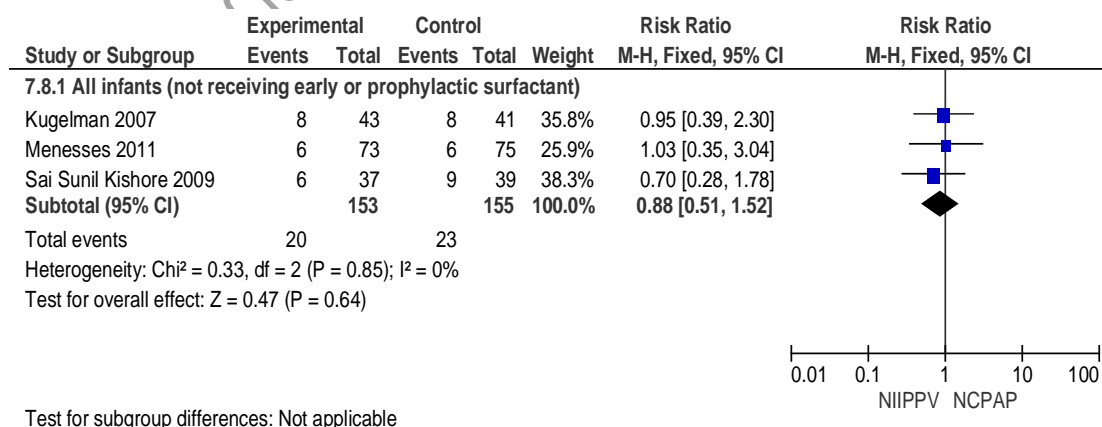 Experimental Control Risk Ratio Risk Ratio
Study or Subgroup Events Total Events Total Weight M-H, Fixed, 95% CI M-H, Fixed, 95% CI
7.8.1 All infants (not receiving early or prophylactic surfactant)
Kugelman 2007 8 43 8 41 35.8% 0.95 [0.39, 2.30]
Menesses 2011 6 73 6 75 25.9% 1.03 [0.35, 3.04]
Sai Sunil Kishore 2009 6 37 9 39 38.3% 0.70 [0.28, 1.78]
Subtotal (95% CI) 153 155 100.0% 0.88 [0.51, 1.52]
Total events 20 23
Heterogeneity: Chi² = 0.33, df = 2 (P = 0.85); I² = 0%
Test for overall effect: Z = 0.47 (P = 0.64)
0.01 0.1 1 10 100
NIIPPV NCPAP
Test for subgroup differences: Not applicable